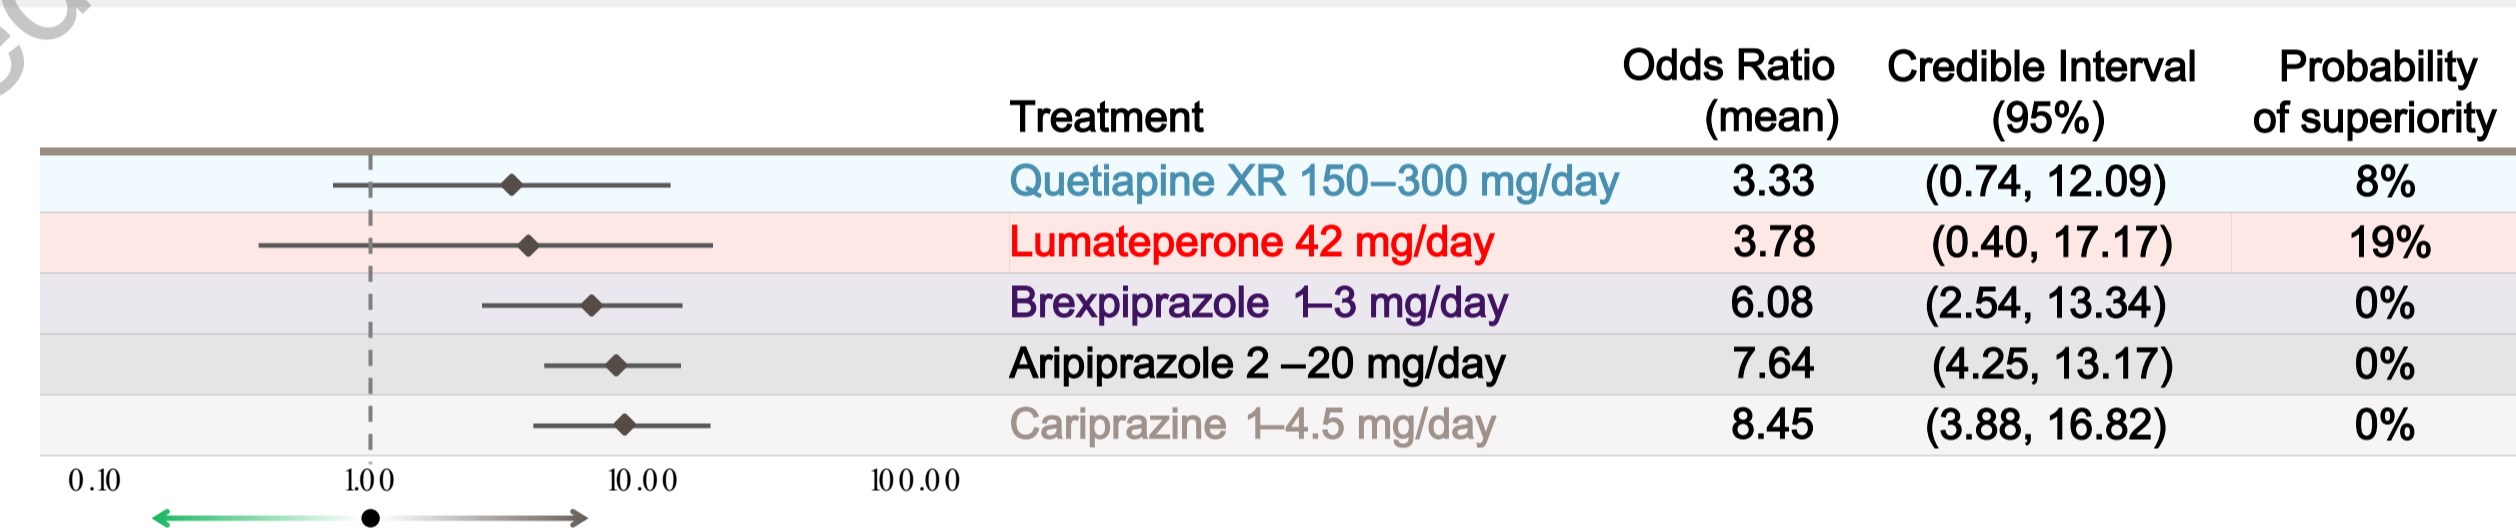 Treatment Odds Ratio (mean) Credible Interval (95%) Probability of superiority
Quetiapine XR 150–300 mg/day 3.33 (0.74, 12.09) 8%
Lumateperone 42 mg/day 3.78 (0.40, 17.17) 19%
Brexpiprazole 1–3 mg/day 6.08 (2.54, 13.34) 0%
Aripiprazole 2 –20 mg/day 7.64 (4.25, 13.17) 0%
Cariprazine 1–4.5 mg/day 8.45 (3.88, 16.82) 0%
0.10 1.00 10.00 100.00